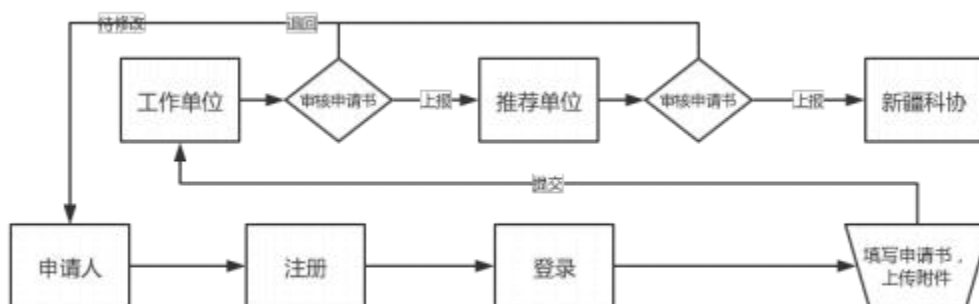 待修改
退回
工作单位
审核申请书
上报
推荐单位
审核申请书
上报
新疆科协
提交
申请人
注册
登录
填写申请书，
上传附件